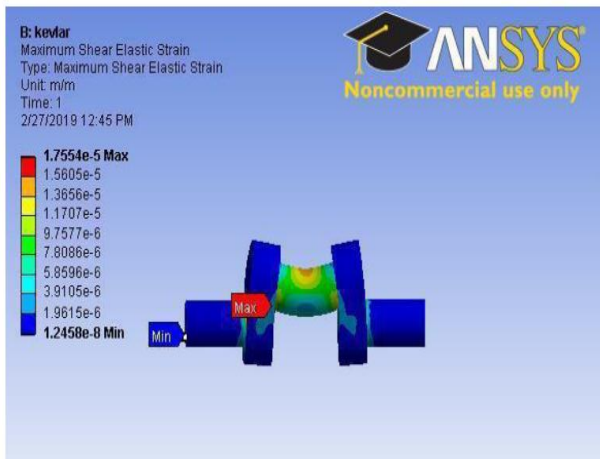 B: kevlar
Maximum Shear Elastic Strain
Type: Maximum Shear Elastic Strain
Unit: m/m
Time: 1
2/27/2019 12:45 PM
ANSYS
Noncommercial use only
1.7554e-5 Max
1.5605e-5
1.3656e-5
1.1707e-5
9.7577e-6
7.8086e-6
5.8596e-6
3.9105e-6
1.9615e-6
1.2458e-8 Min
Max
Min